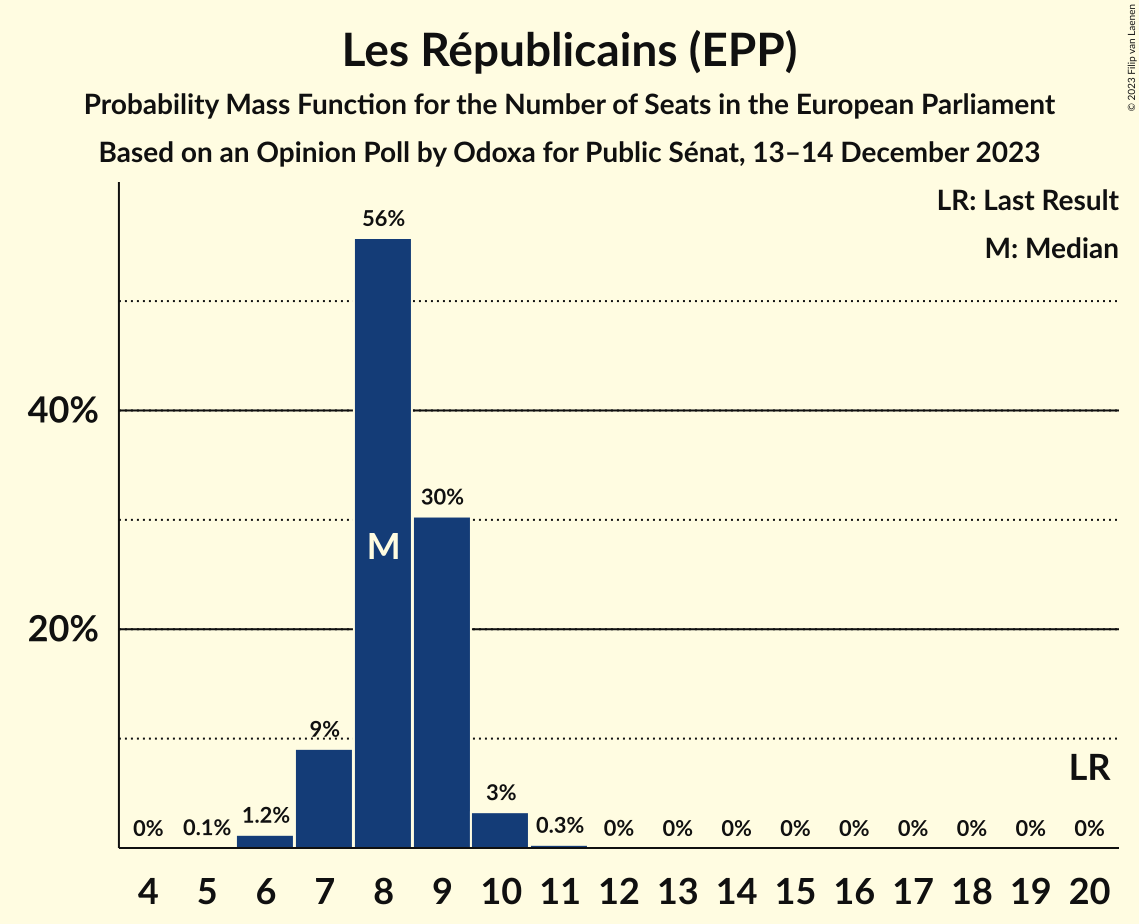 Les Républicains (EPP)
Probability Mass Function for the Number of Seats in the European Parliament
Based on an Opinion Poll by Odoxa for Public Sénat, 13–14 December 2023
© 2023 Filip van Laenen
LR: Last Result
M: Median
56%
40%
30%
M
20%
9%
LR
3%
1.2%
0% 0.1% 0.3% 0% 0% 0% 0% 0% 0% 0% 0% 0%
4 5 6 7 8 9 10 11 12 13 14 15 16 17 18 19 20